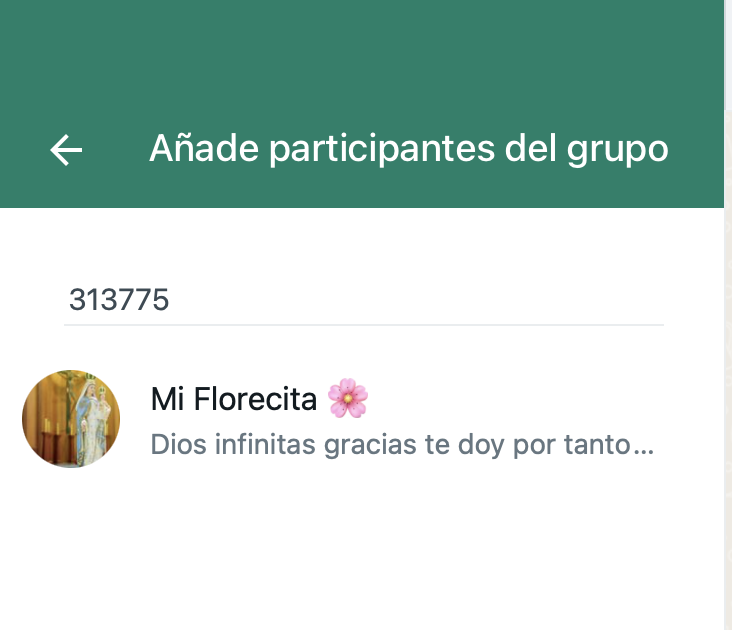 Añade participantes del grupo
313775
Mi Florecita 🌸
Dios infinitas gracias te doy por tanto...